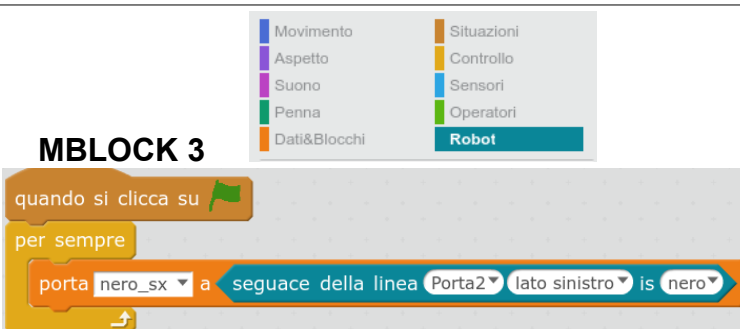 Movimento Situazioni
Aspetto Controllo
Suono Sensori
Penna Operatori
Dati&Blocchi Robot
MBLOCK 3
quando si clicca su
per sempre
porta nero_sx a seguace della linea Porta2 lato sinistro is nero